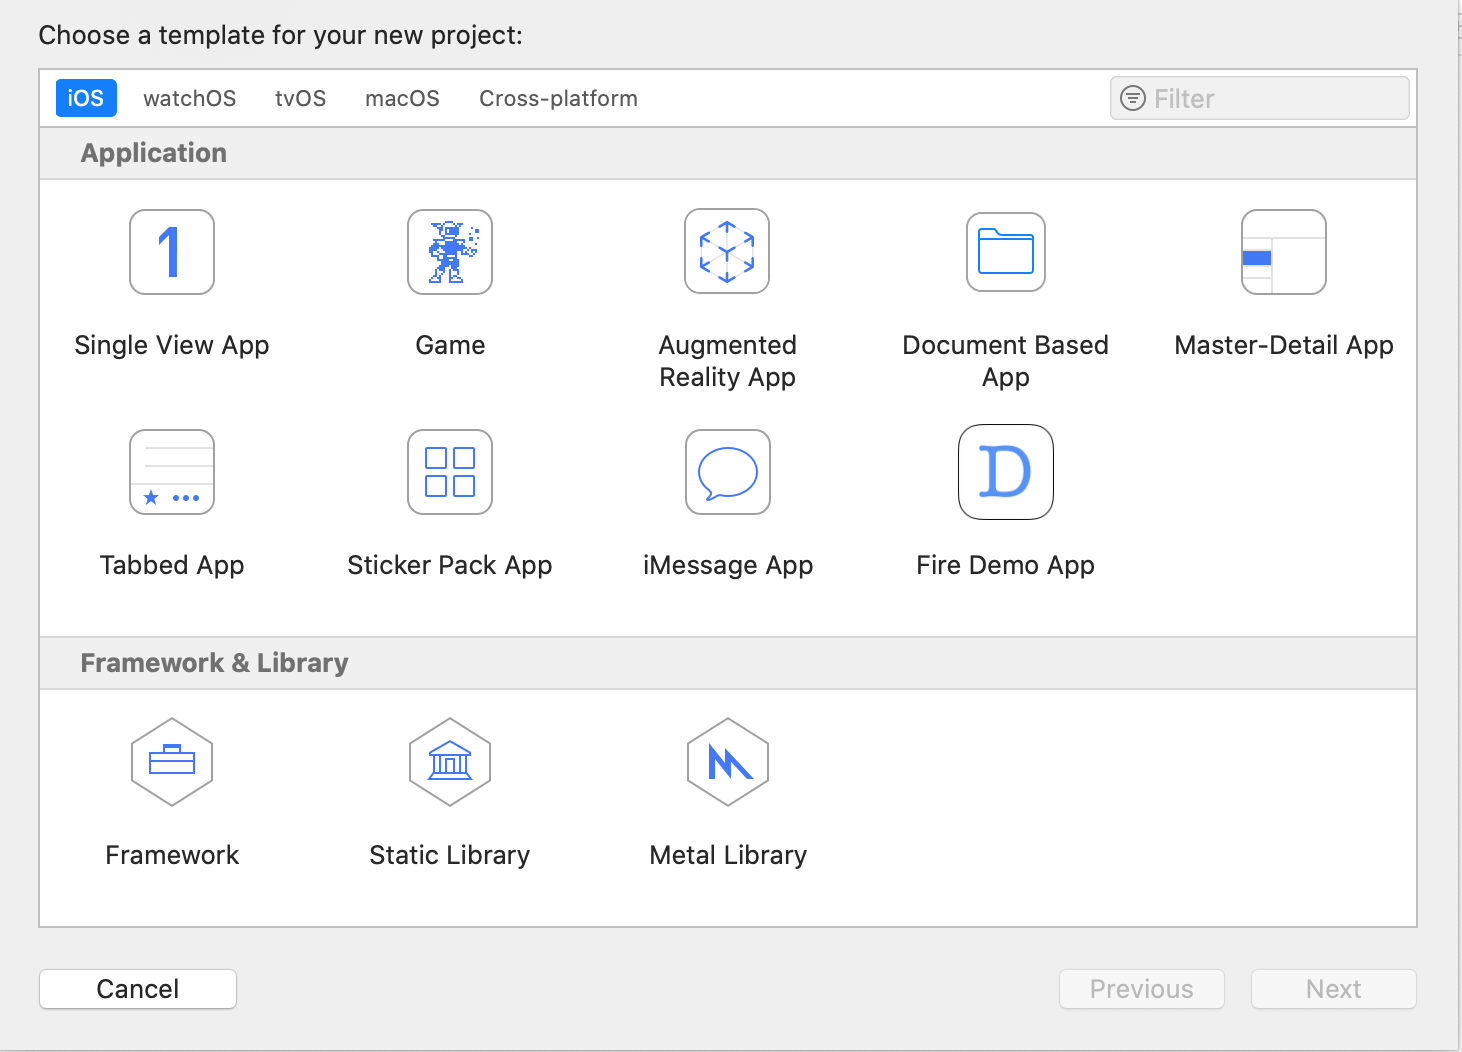 Choose a template for your new project:
iOS watchOS tvOS macOS Cross-platform Filter
Application
1
Single View App Game Augmented Document Based Master-Detail App
Reality App App
D
Tabbed App Sticker Pack App iMessage App Fire Demo App
Framework & Library
Framework Static Library Metal Library
Cancel Previous Next